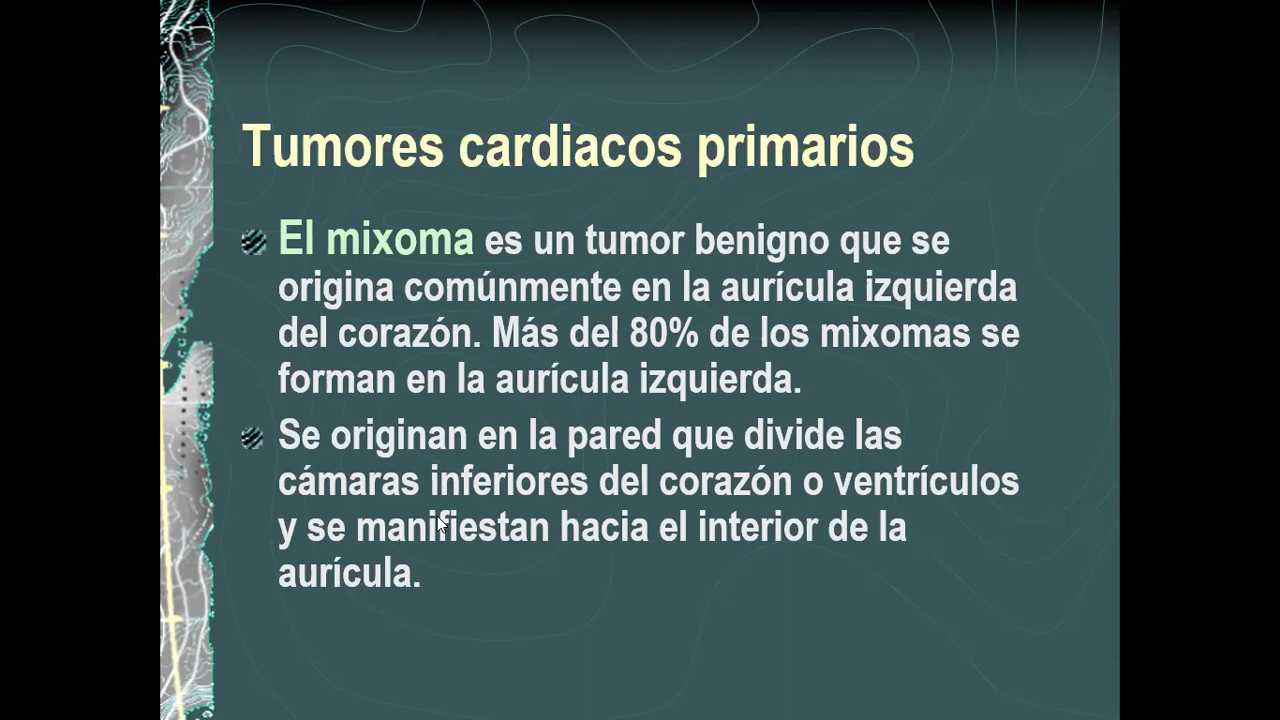 Tumores cardiacos primarios
El mixoma es un tumor benigno que se
origina comúnmente en la aurícula izquierda
del corazón. Más del 80% de los mixomas se
forman en la aurícula izquierda.
Se originan en la pared que divide las
cámaras inferiores del corazón o ventrículos
y se manifiestan hacia el interior de la
aurícula.